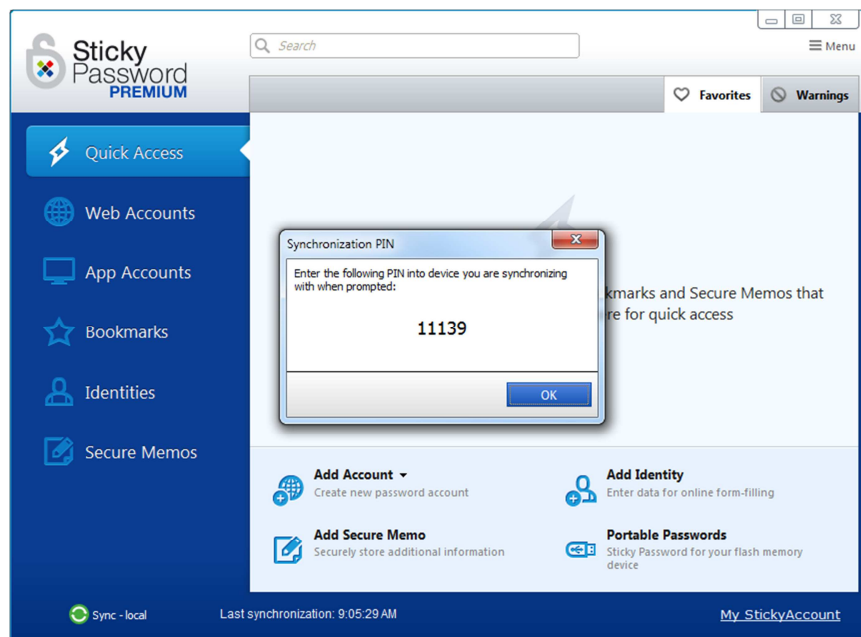 Sticky
Password
PREMIUM
Search
Menu
Favorites
Warnings
Quick Access
Web Accounts
App Accounts
Bookmarks
Identities
Secure Memos
Synchronization PIN
Enter the following PIN into device you are synchronizing
with when prompted:
11139
OK
and Secure Memos that
for quick access
Add Account
Create new password account
Add Identity
Enter data for online form-filling
Add Secure Memo
Securely store additional information
Portable Passwords
Sticky Password for your flash memory
device
Sync - local
Last synchronization: 9:05:29 AM
My StickyAccount